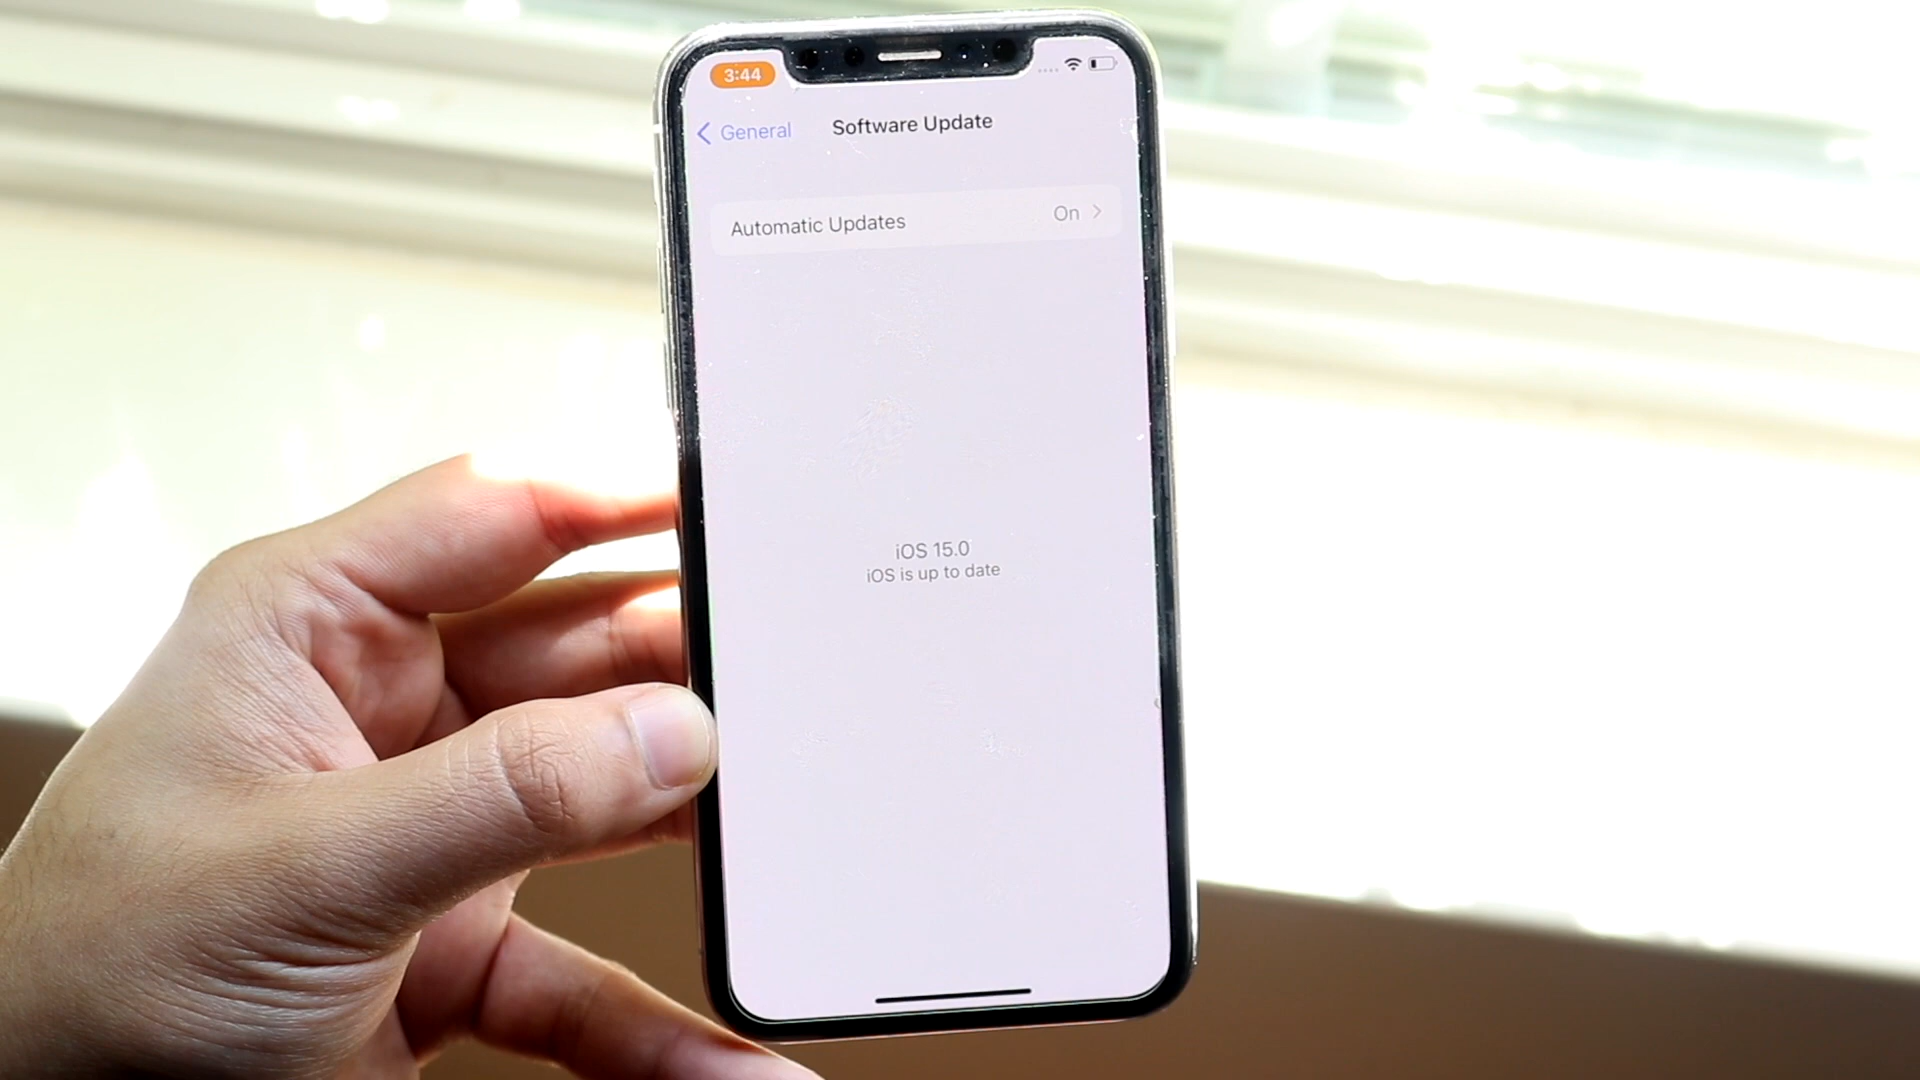 3:44
General
Software Update
Automatic Updates On
iOS 15.0
iOS is up to date